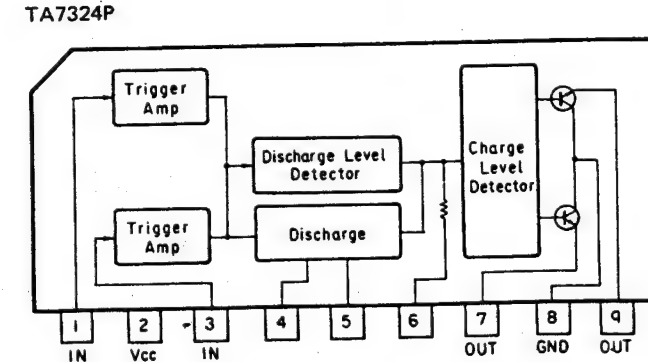 TA7324P
Trigger
Amp
Discharge Level
Detector
Charge
Level
Detector
Trigger
Amp
Discharge
1 2 3 4 5 6 7 8 9
IN Vcc IN OUT GND OUT